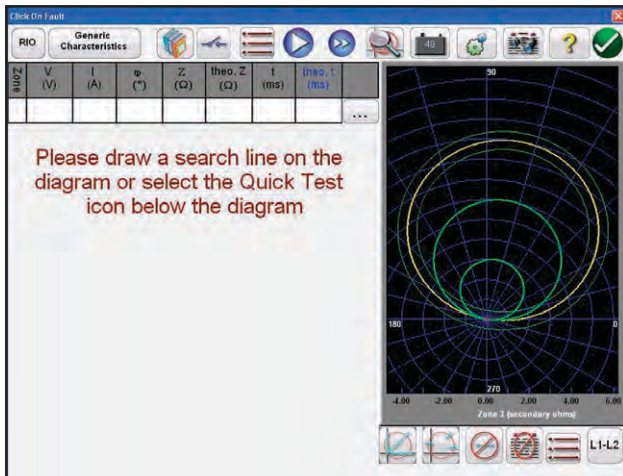 Click On Fault
RIO
Generic
Characteristics
40
?
Zone
V
(V)
I
(A)
φ
(°)
Z
(Ω)
theo. Z
(Ω)
t
(ms)
theo. t
(ms)
...
Please draw a search line on the
diagram or select the Quick Test
icon below the diagram
90
180
0
270
-4.00 -2.00 0.00 2.00 4.00 6.00
Zone 3 (secondary ohms)
L1-L2